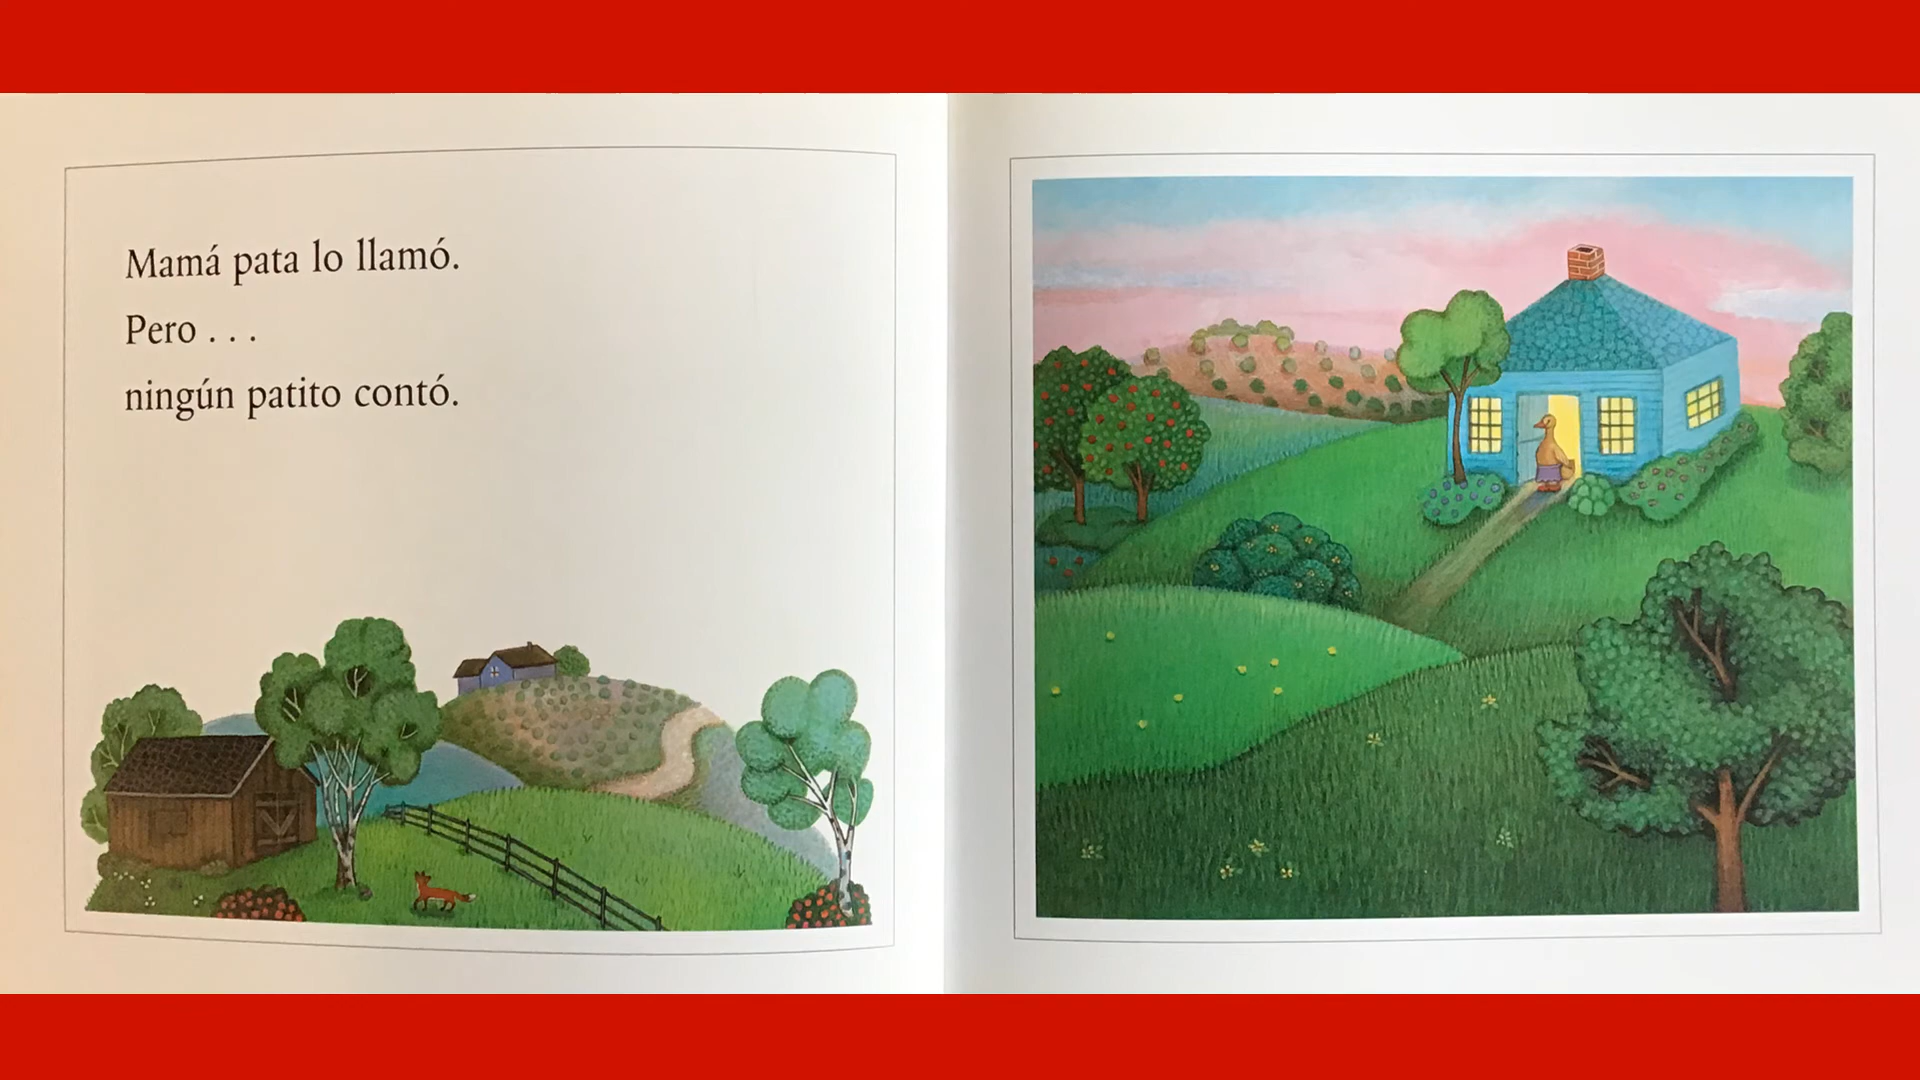 Mamá pata lo llamó.
Pero . . .
ningún patito contó.